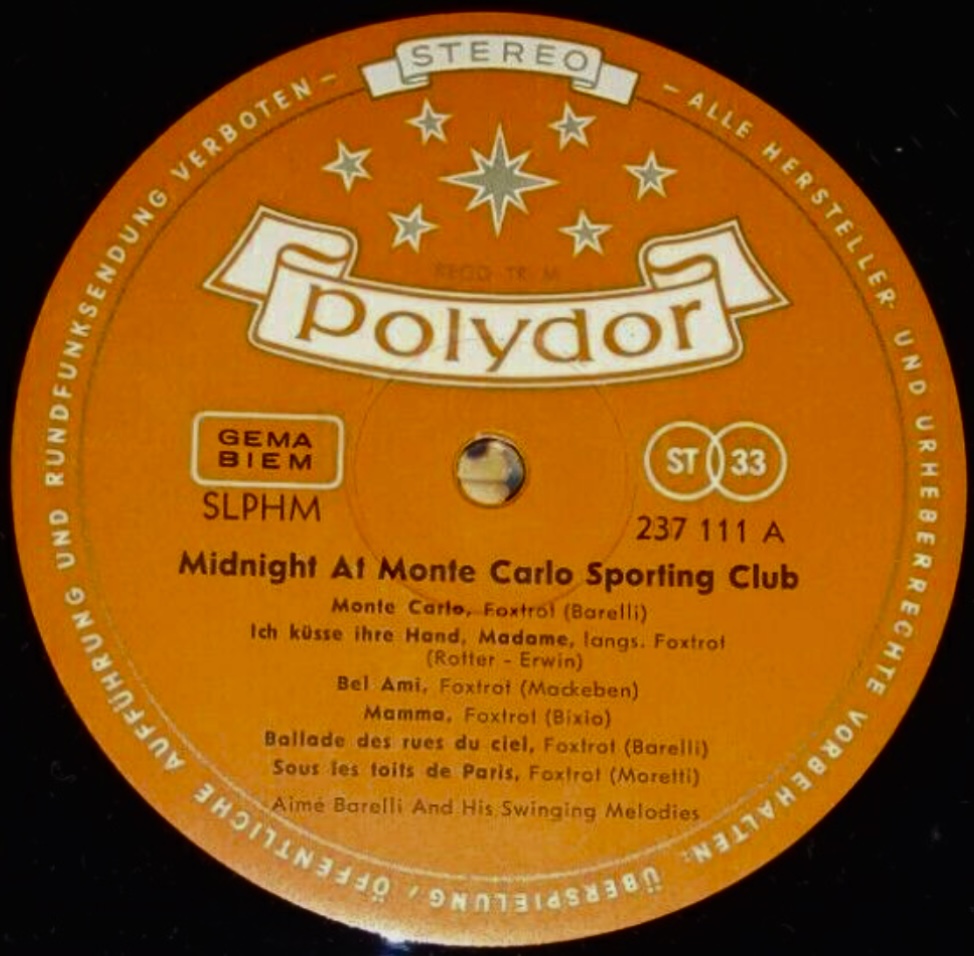 STEREO
– ALLE HERSTELLER- UND URHEBERRECHTE VORBEHALTEN: ÜBERSPIELUNG / ÖFFENTLICHE AUFFÜHRUNG UND RUNDFUNKSENDUNG VERBOTEN –
REGD. TR. M.
polydor
GEMA
BIEM
ST 33
SLPHM
237 111 A
Midnight At Monte Carlo Sporting Club
Monte Carlo, Foxtrot (Barelli)
Ich küsse ihre Hand, Madame, langs. Foxtrot
(Rotter - Erwin)
Bel Ami, Foxtrot (Mackeben)
Mamma, Foxtrot (Bixio)
Ballade des rues du ciel, Foxtrot (Barelli)
Sous les toits de Paris, Foxtrot (Moretti)
Aimé Barelli And His Swinging Melodies